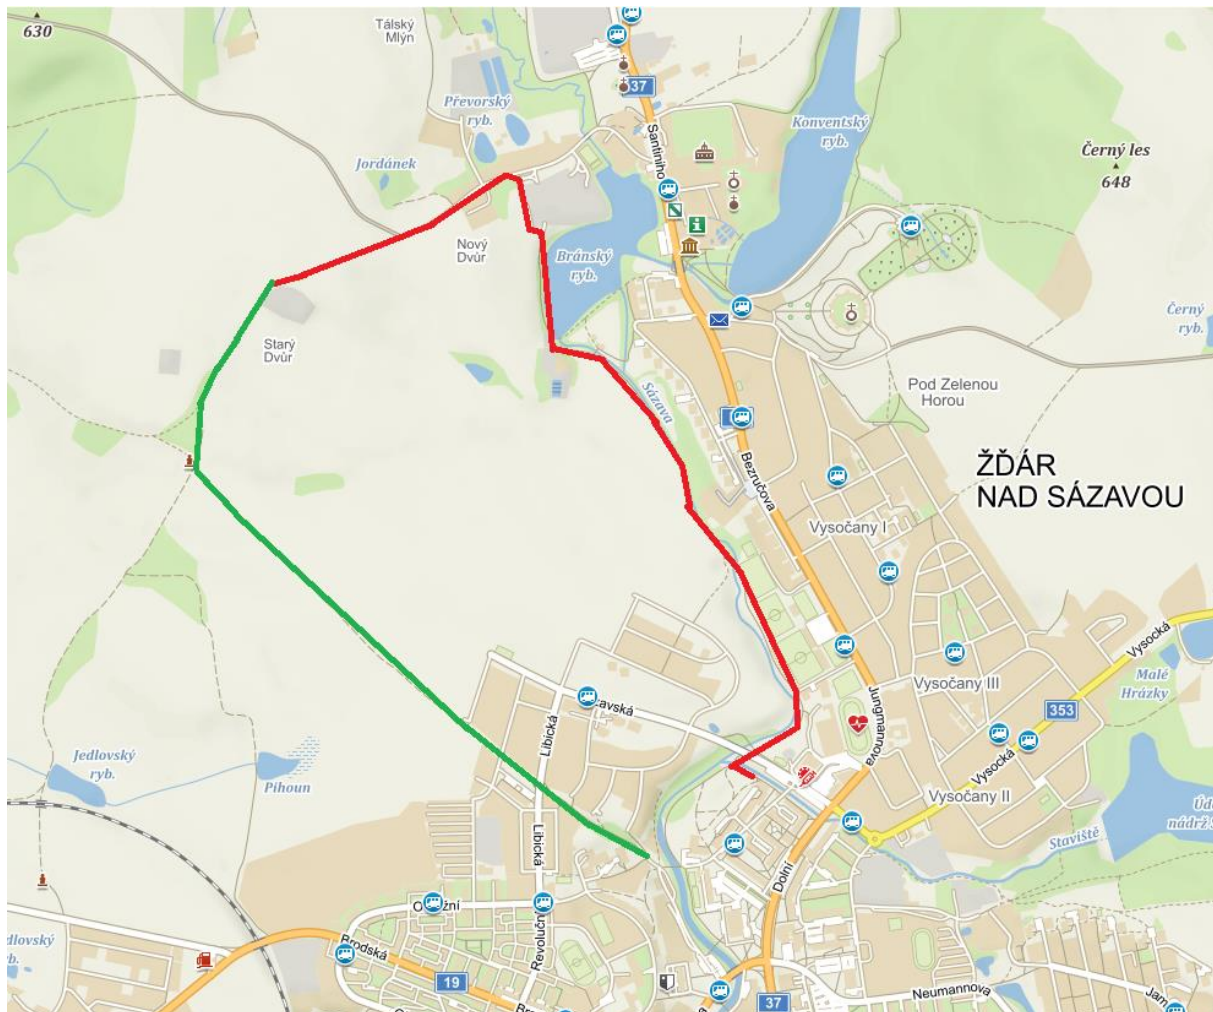 630
Tálský
Mlýn
37
Převorský
ryb.
Santiniho
Konventský
ryb.
Černý les
648
Jordánek
Nový
Dvůr
Bránský
ryb.
Starý
Dvůr
Černý
ryb.
Sázava
Pod Zelenou
Horou
Bezručova
ŽĎÁR
NAD SÁZAVOU
Vysočany I
Vysocká
Malé
Hrázky
Vysočany III
Jungmannova
353
Libická
Jedlovský
ryb.
Pihoun
Vysocká
Vysočany II
Libická
Staviště
Dolní
Revoluční
Brodská
19
37
Neumannova